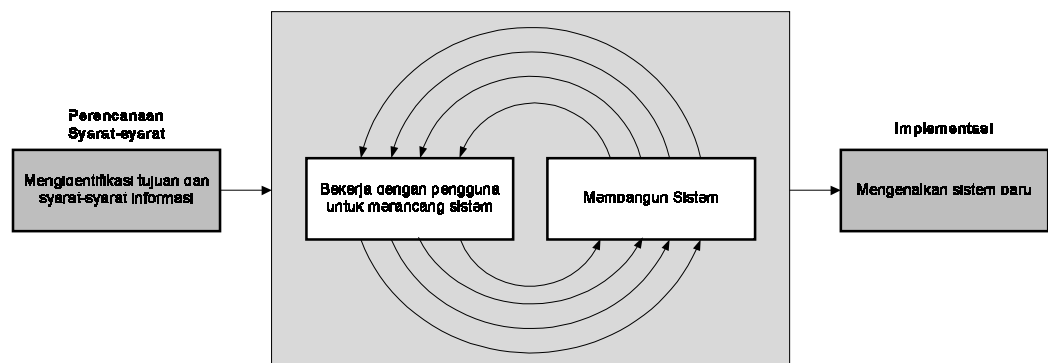 Perencanaan
Syarat-syarat
Mengidentifikasi tujuan dan
syarat-syarat informasi
Bekerja dengan pengguna
untuk merancang sistem
Membangun Sistem
Implementasi
Mengenalkan sistem baru